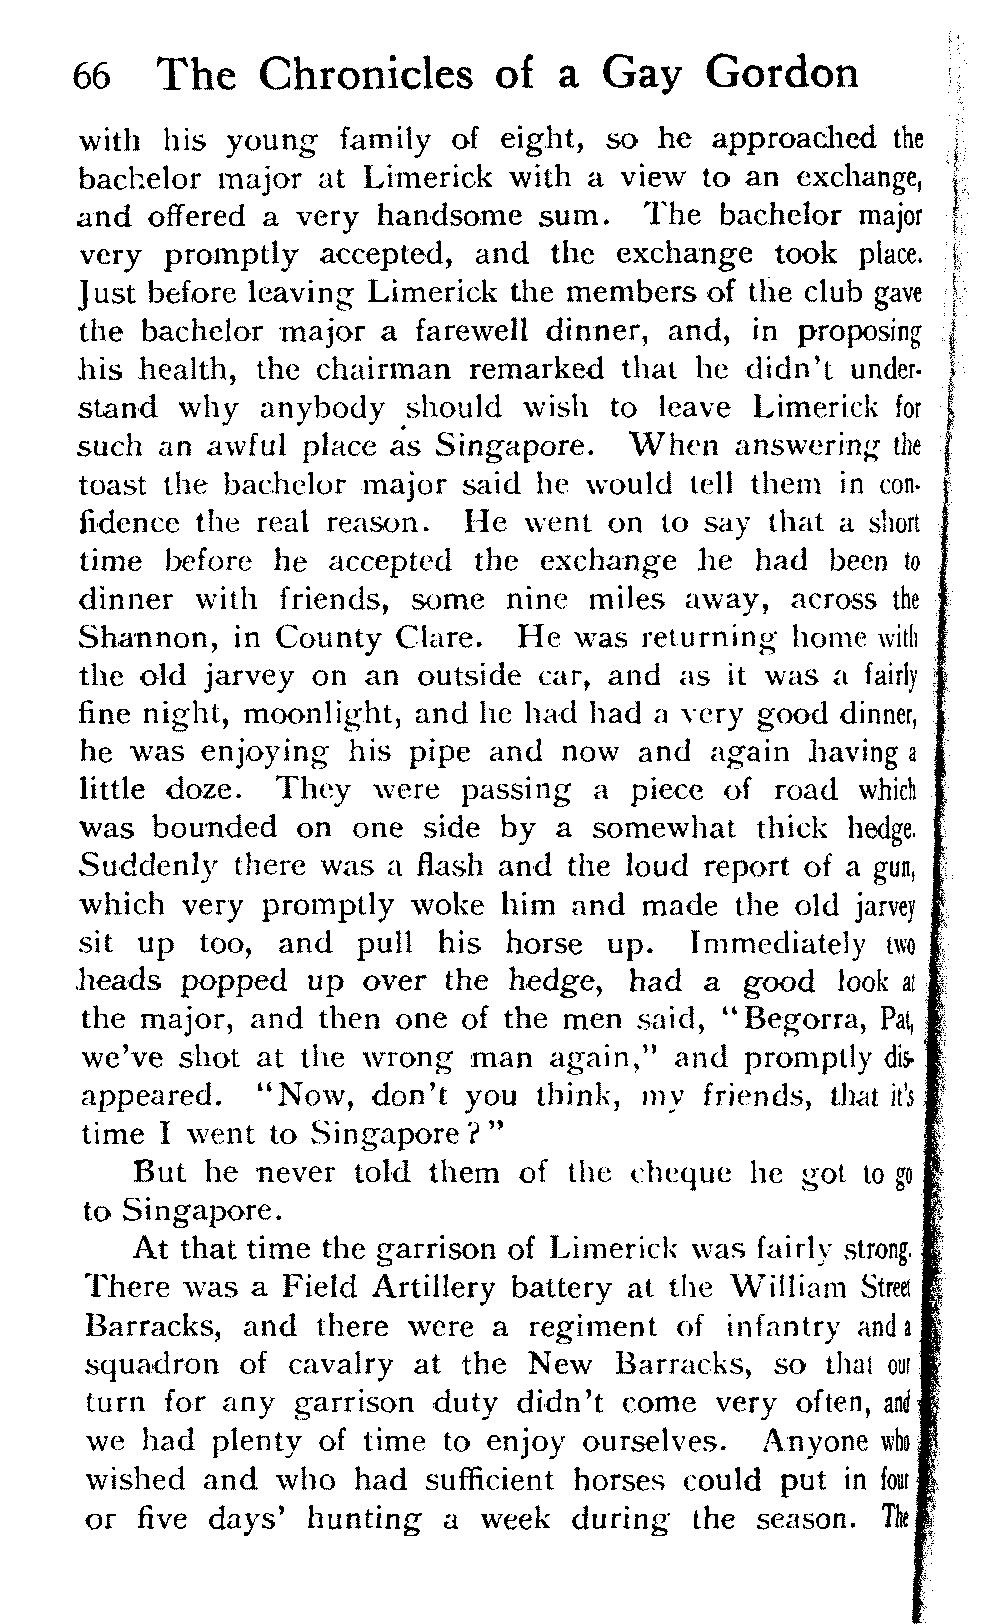 66 The Chronicles of a Gay Gordon
with his young family of eight, so he approached the
bachelor major at Limerick with a view to an exchange,
and offered a very handsome sum. The bachelor major
very promptly accepted, and the exchange took place.
Just before leaving Limerick the members of the club gave
the bachelor major a farewell dinner, and, in proposing
his health, the chairman remarked that he didn't under-
stand why anybody should wish to leave Limerick for
such an awful place as Singapore. When answering the
toast the bachelor major said he would tell them in con-
fidence the real reason. He went on to say that a short
time before he accepted the exchange he had been to
dinner with friends, some nine miles away, across the
Shannon, in County Clare. He was returning home with
the old jarvey on an outside car, and as it was a fairly
fine night, moonlight, and he had had a very good dinner,
he was enjoying his pipe and now and again having a
little doze. They were passing a piece of road which
was bounded on one side by a somewhat thick hedge.
Suddenly there was a flash and the loud report of a gun,
which very promptly woke him and made the old jarvey
sit up too, and pull his horse up. Immediately two
heads popped up over the hedge, had a good look at
the major, and then one of the men said, "Begorra, Pat,
we've shot at the wrong man again," and promptly dis-
appeared. "Now, don't you think, my friends, that it's
time I went to Singapore?"
But he never told them of the cheque he got to go
to Singapore.
At that time the garrison of Limerick was fairly strong.
There was a Field Artillery battery at the William Street
Barracks, and there were a regiment of infantry and a
squadron of cavalry at the New Barracks, so that our
turn for any garrison duty didn't come very often, and
we had plenty of time to enjoy ourselves. Anyone who
wished and who had sufficient horses could put in four
or five days' hunting a week during the season. The